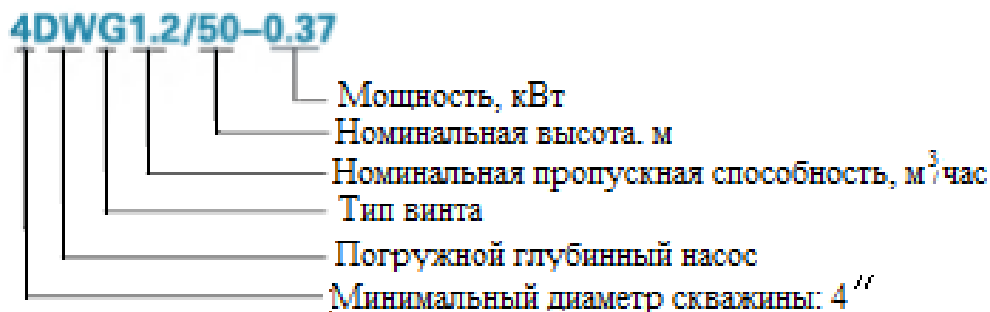 4DWG1.2/50-0.37
Мощность, кВт
Номинальная высота. м
Номинальная пропускная способность, м³/час
Тип винта
Погружной глубинный насос
Минимальный диаметр скважины: 4″